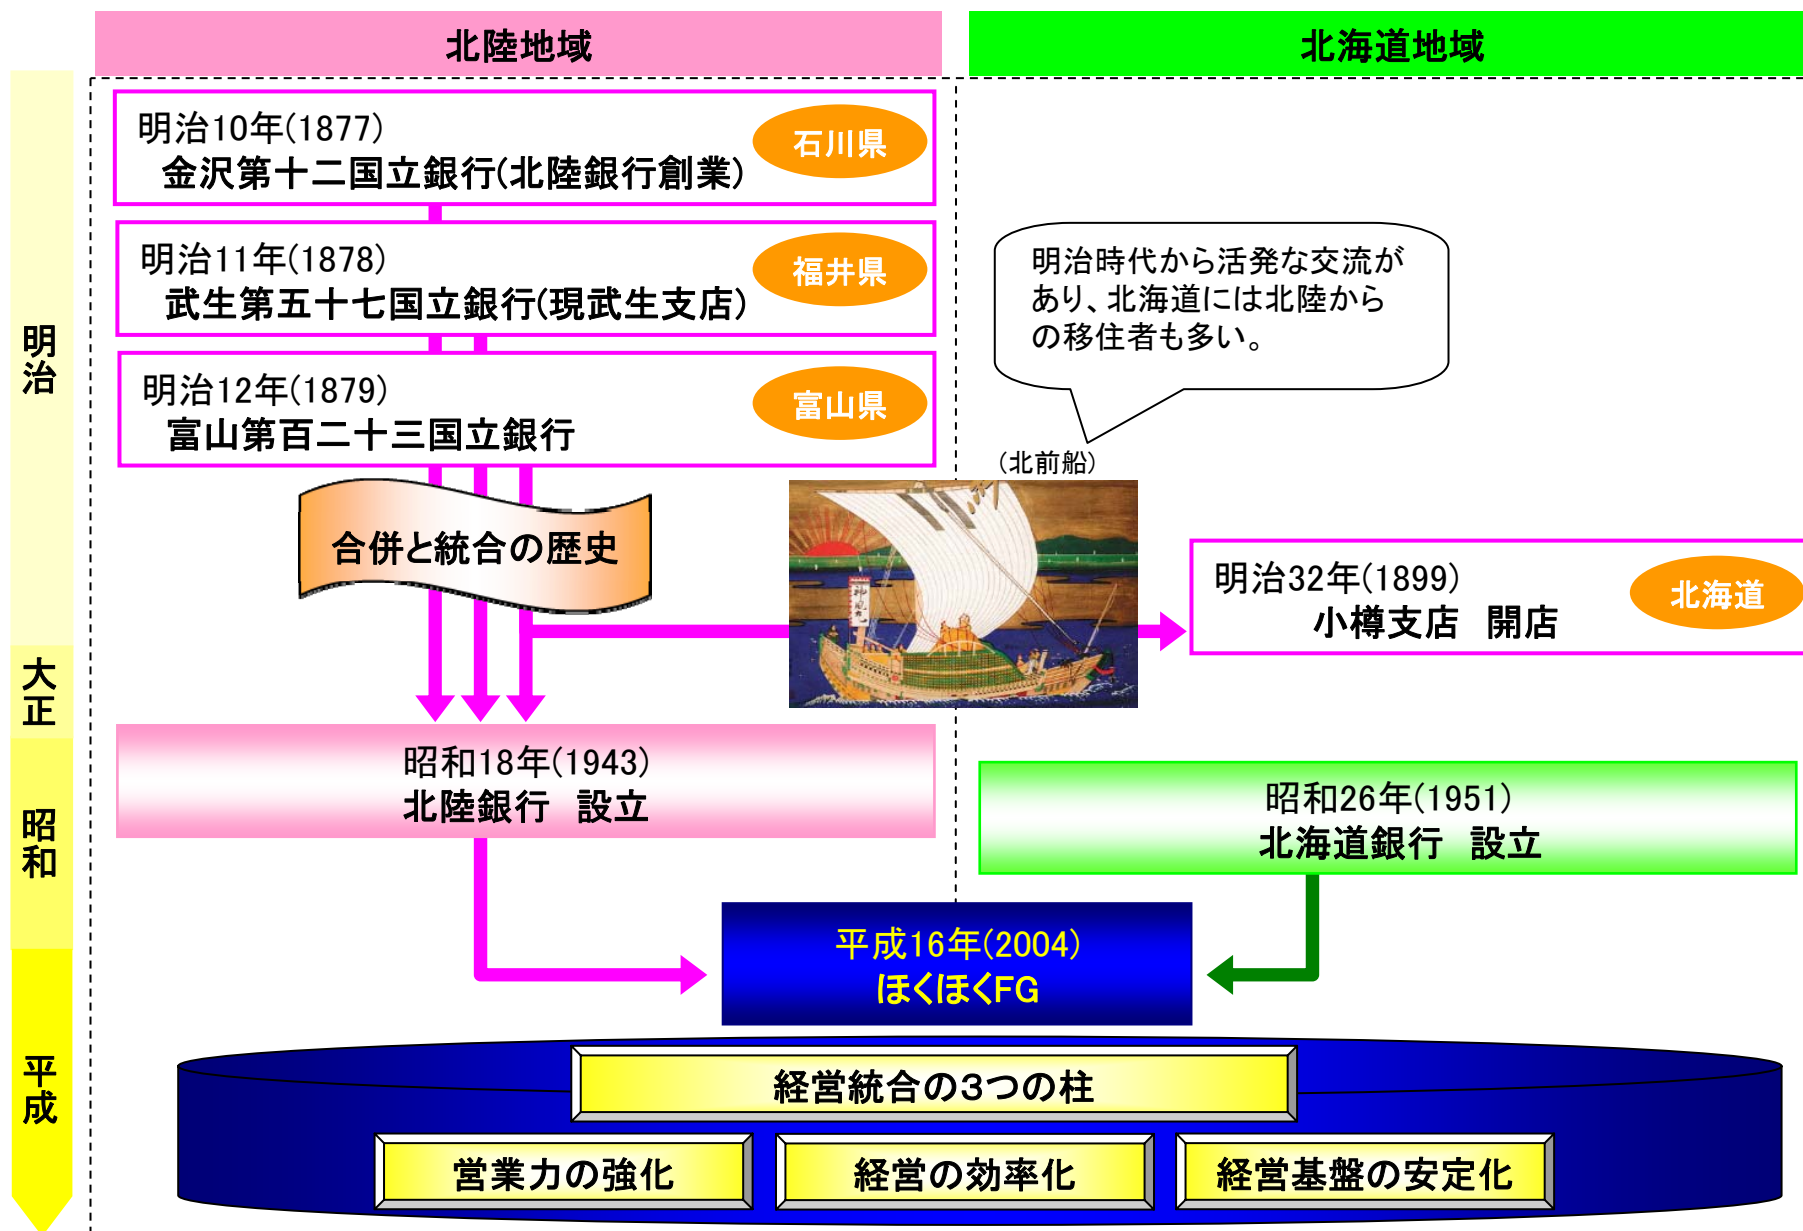 北陸地域
北海道地域
明治
大正
昭和
平成
明治10年(1877)
金沢第十二国立銀行(北陸銀行創業)
石川県
明治11年(1878)
武生第五十七国立銀行(現武生支店)
福井県
明治12年(1879)
富山第百二十三国立銀行
富山県
明治時代から活発な交流が
あり、北海道には北陸から
の移住者も多い。
(北前船)
合併と統合の歴史
明治32年(1899)
小樽支店 開店
北海道
昭和18年(1943)
北陸銀行 設立
昭和26年(1951)
北海道銀行 設立
平成16年(2004)
ほくほくFG
経営統合の3つの柱
営業力の強化
経営の効率化
経営基盤の安定化